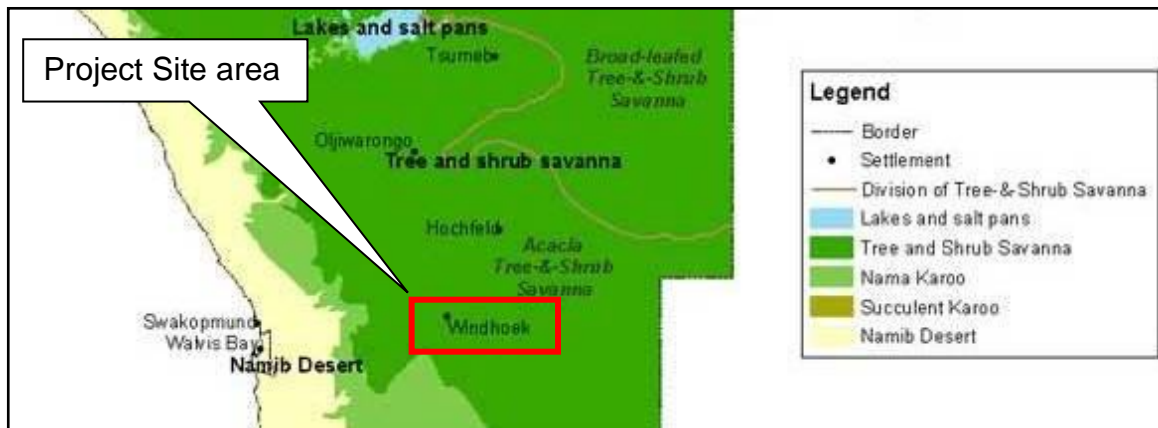 Lakes and salt pans
Tsumeb
Broad-leafed
Tree-&-Shrub
Savanna
Project Site area
Otjiwarongo
Tree and shrub savanna
Hochfeld
Acacia
Tree-&-Shrub
Savanna
Windhoek
Swakopmund
Walvis Bay
Namib Desert
Legend
Border
Settlement
Division of Tree-&-Shrub Savanna
Lakes and salt pans
Tree and Shrub Savanna
Nama Karoo
Succulent Karoo
Namib Desert